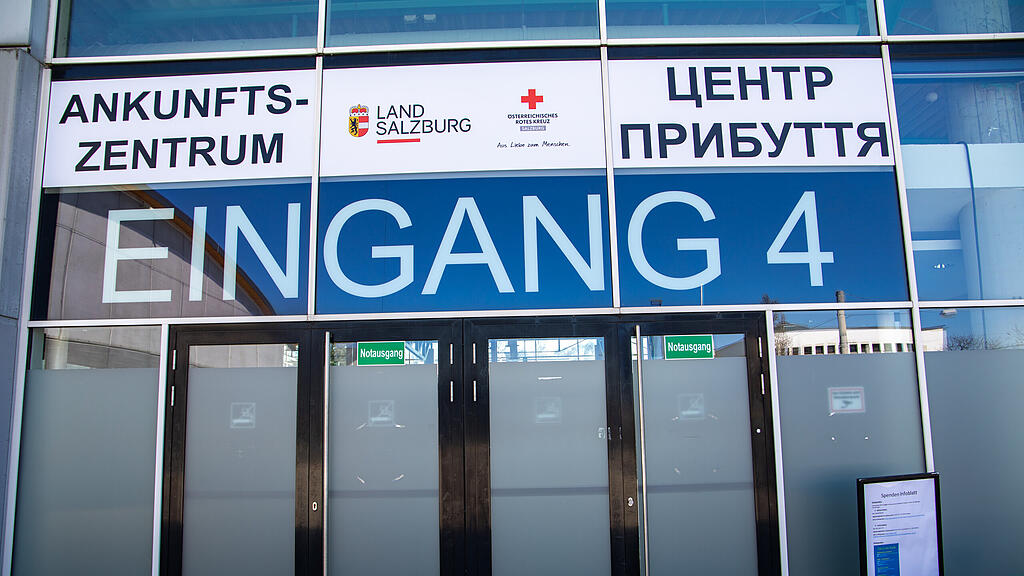 ANKUNFTS-
ZENTRUM
LAND
SALZBURG
ÖSTERREICHISCHES
ROTES KREUZ
SALZBURG
Aus Liebe zum Menschen.
ЦЕНТР
ПРИБУТТЯ
EINGANG 4
Notausgang
Notausgang
Spenden Infoblatt